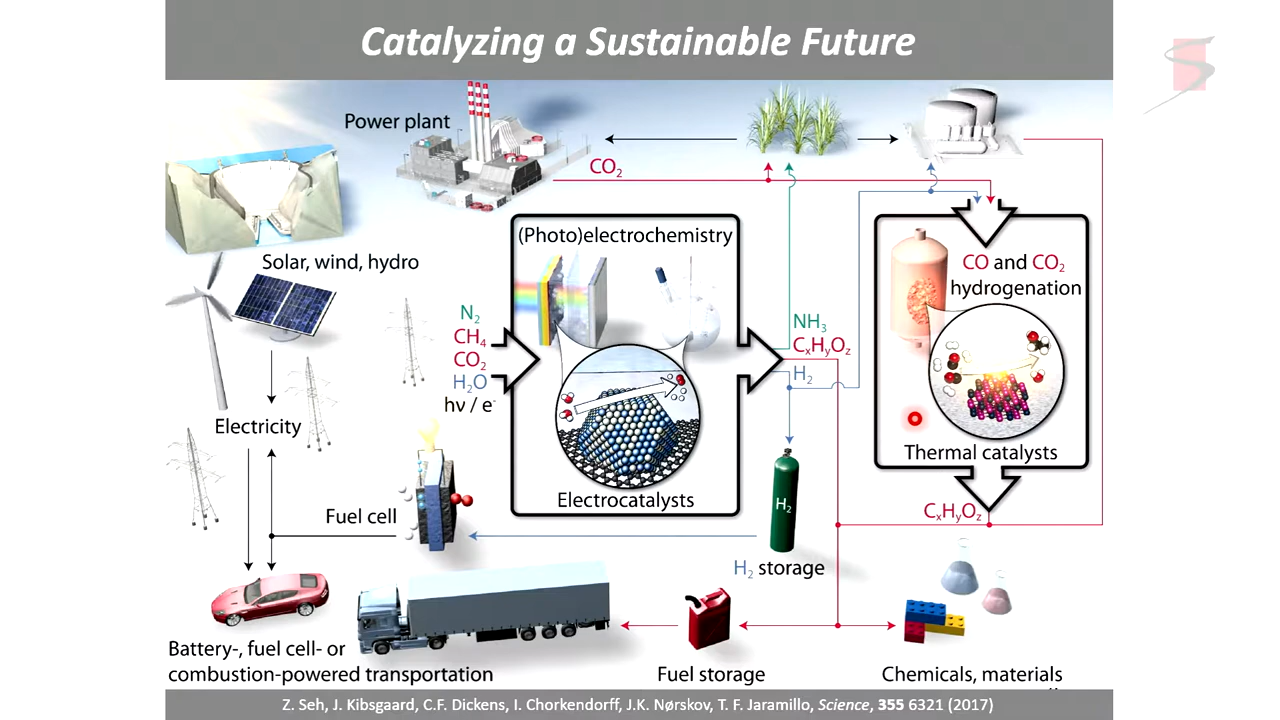 Catalyzing a Sustainable Future
Power plant
CO₂
Solar, wind, hydro
(Photo)electrochemistry
CO and CO₂
hydrogenation
N₂
CH₄
CO₂
H₂O
hν / e⁻
NH₃
CₓHᵧO_z
H₂
Electricity
Electrocatalysts
Thermal catalysts
Fuel cell
H₂
CₓHᵧO_z
H₂ storage
Battery-, fuel cell- or
combustion-powered transportation
Fuel storage
Chemicals, materials
Z. Seh, J. Kibsgaard, C.F. Dickens, I. Chorkendorff, J.K. Nørskov, T. F. Jaramillo, Science, 355 6321 (2017)